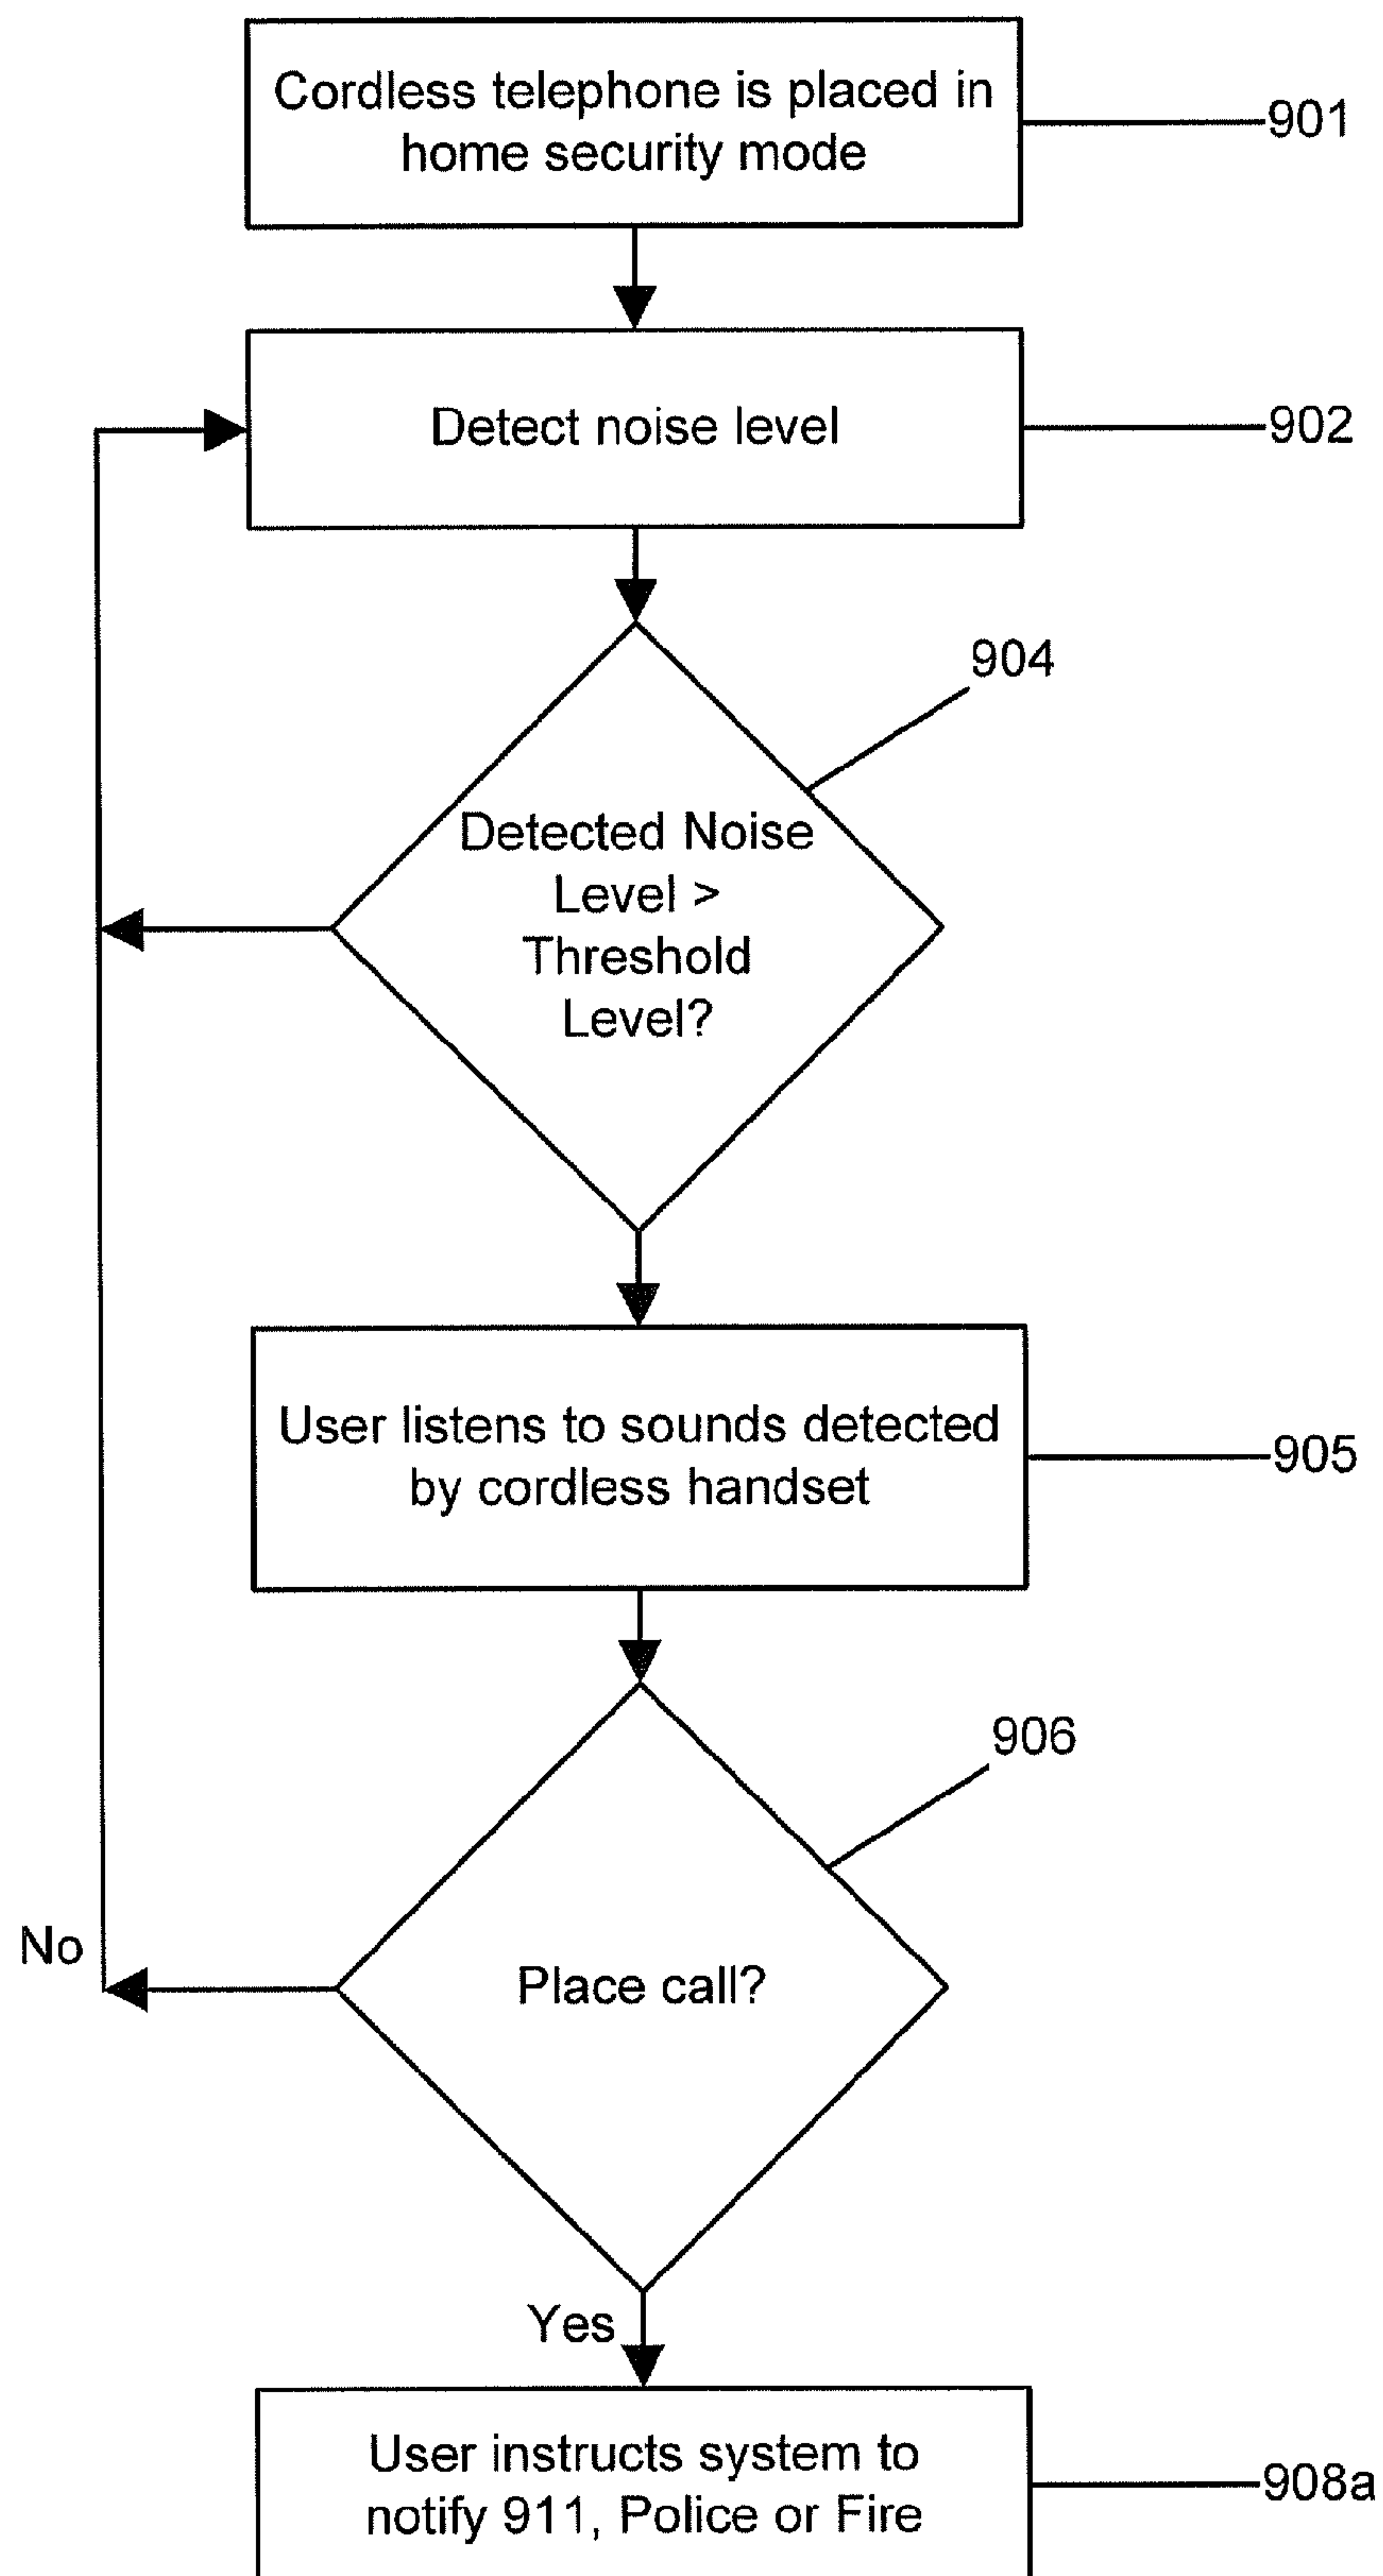 Cordless telephone is placed in
home security mode
901
Detect noise level
902
904
Detected Noise
Level >
Threshold
Level?
User listens to sounds detected
by cordless handset
905
906
Place call?
No
Yes
User instructs system to
notify 911, Police or Fire
908a